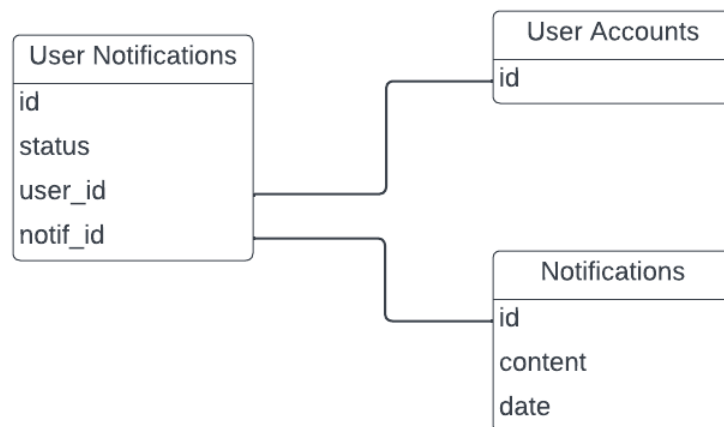 User Notifications
id
status
user_id
notif_id
User Accounts
id
Notifications
id
content
date